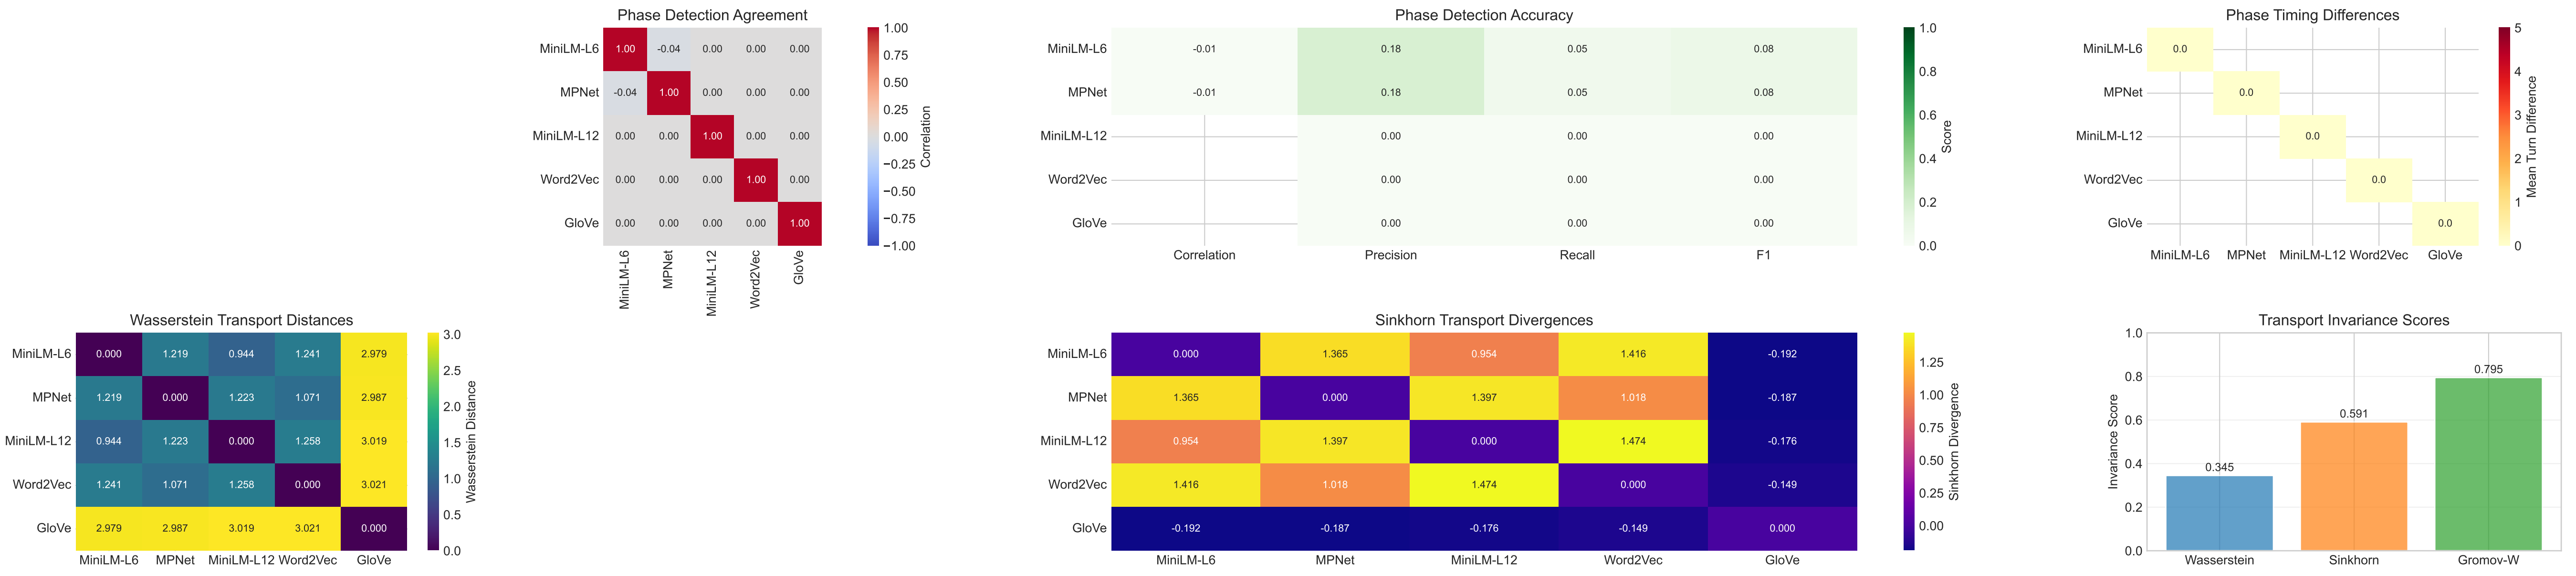 Phase Detection Agreement
MiniLM-L6 1.00 -0.04 0.00 0.00 0.00
MPNet -0.04 1.00 0.00 0.00 0.00
MiniLM-L12 0.00 0.00 1.00 0.00 0.00
Word2Vec 0.00 0.00 0.00 1.00 0.00
GloVe 0.00 0.00 0.00 0.00 1.00
MiniLM-L6 MPNet MiniLM-L12 Word2Vec GloVe
1.00
0.75
0.50
0.25
0.00
−0.25
−0.50
−0.75
−1.00
Correlation
Phase Detection Accuracy
MiniLM-L6 -0.01 0.18 0.05 0.08
MPNet -0.01 0.18 0.05 0.08
MiniLM-L12 0.00 0.00 0.00
Word2Vec 0.00 0.00 0.00
GloVe 0.00 0.00 0.00
Correlation Precision Recall F1
1.0
0.8
0.6
0.4
0.2
0.0
Score
Phase Timing Differences
MiniLM-L6 0.0
MPNet 0.0
MiniLM-L12 0.0
Word2Vec 0.0
GloVe 0.0
MiniLM-L6 MPNet MiniLM-L12 Word2Vec GloVe
5
4
3
2
1
0
Mean Turn Difference
Wasserstein Transport Distances
MiniLM-L6 0.000 1.219 0.944 1.241 2.979
MPNet 1.219 0.000 1.223 1.071 2.987
MiniLM-L12 0.944 1.223 0.000 1.258 3.019
Word2Vec 1.241 1.071 1.258 0.000 3.021
GloVe 2.979 2.987 3.019 3.021 0.000
MiniLM-L6 MPNet MiniLM-L12 Word2Vec GloVe
3.0
2.5
2.0
1.5
1.0
0.5
0.0
Wasserstein Distance
Sinkhorn Transport Divergences
MiniLM-L6 0.000 1.365 0.954 1.416 -0.192
MPNet 1.365 0.000 1.397 1.018 -0.187
MiniLM-L12 0.954 1.397 0.000 1.474 -0.176
Word2Vec 1.416 1.018 1.474 0.000 -0.149
GloVe -0.192 -0.187 -0.176 -0.149 0.000
MiniLM-L6 MPNet MiniLM-L12 Word2Vec GloVe
1.25
1.00
0.75
0.50
0.25
0.00
Sinkhorn Divergence
Transport Invariance Scores
1.0
0.8
0.6
0.4
0.2
0.0
Invariance Score
0.345 0.591 0.795
Wasserstein Sinkhorn Gromov-W